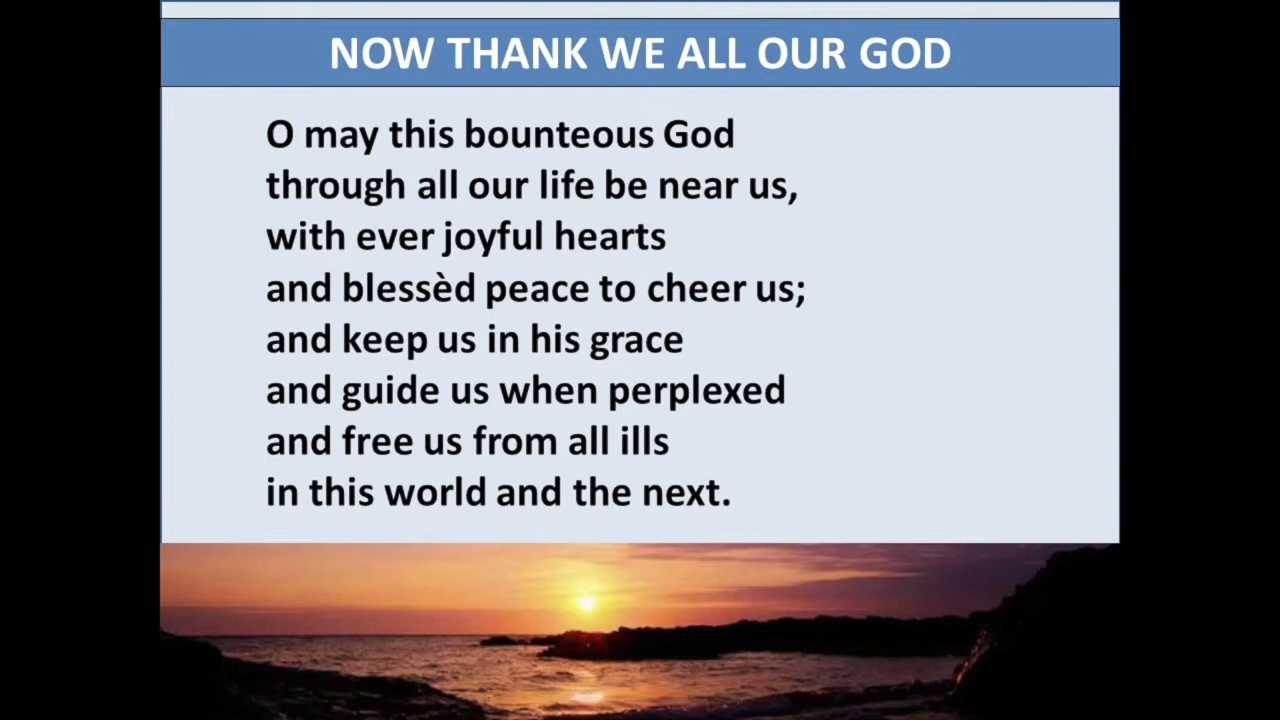 NOW THANK WE ALL OUR GOD
O may this bounteous God
through all our life be near us,
with ever joyful hearts
and blessèd peace to cheer us;
and keep us in his grace
and guide us when perplexed
and free us from all ills
in this world and the next.